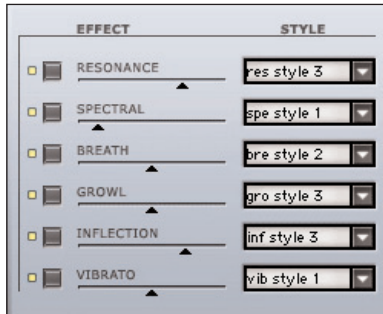 EFFECT STYLE
RESONANCE res style 3
SPECTRAL spe style 1
BREATH bre style 2
GROWL gro style 3
INFLECTION inf style 3
VIBRATO vib style 1